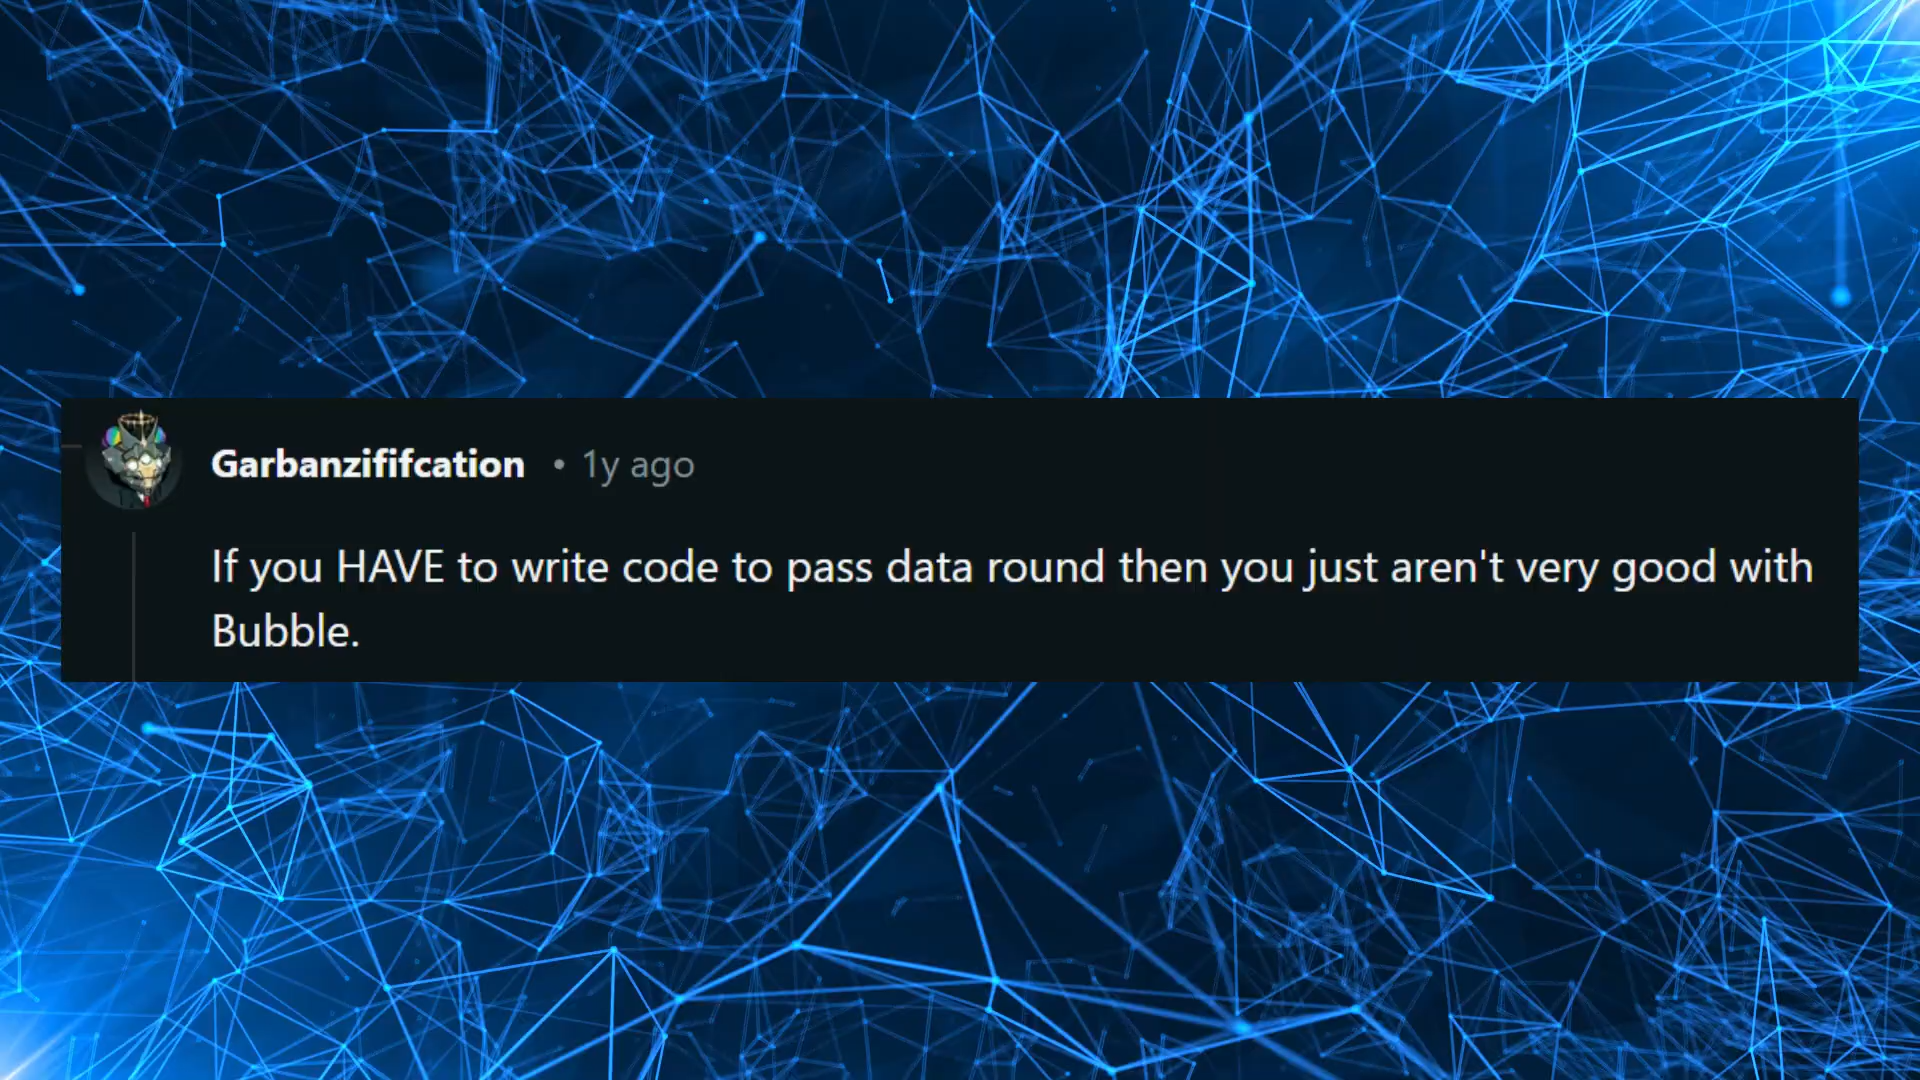 Garbanzififcation • 1y ago
If you HAVE to write code to pass data round then you just aren't very good with
Bubble.